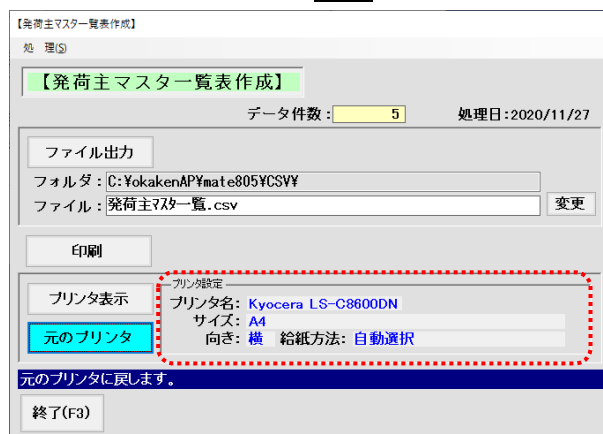 【発荷主マスター覧表作成】
処 理(S)
【発荷主マスター覧表作成】
データ件数： 5 処理日：2020/11/27
ファイル出力
フォルダ：C:¥okakenAP¥mate805¥CSV¥
ファイル：発荷主ﾏｽﾀ一覧.csv 変更
印刷
プリンタ設定
プリンタ表示 プリンタ名： Kyocera LS-C8600DN
サイズ： A4
元のプリンタ 向き： 横 給紙方法： 自動選択
元のプリンタに戻します。
終了(F3)